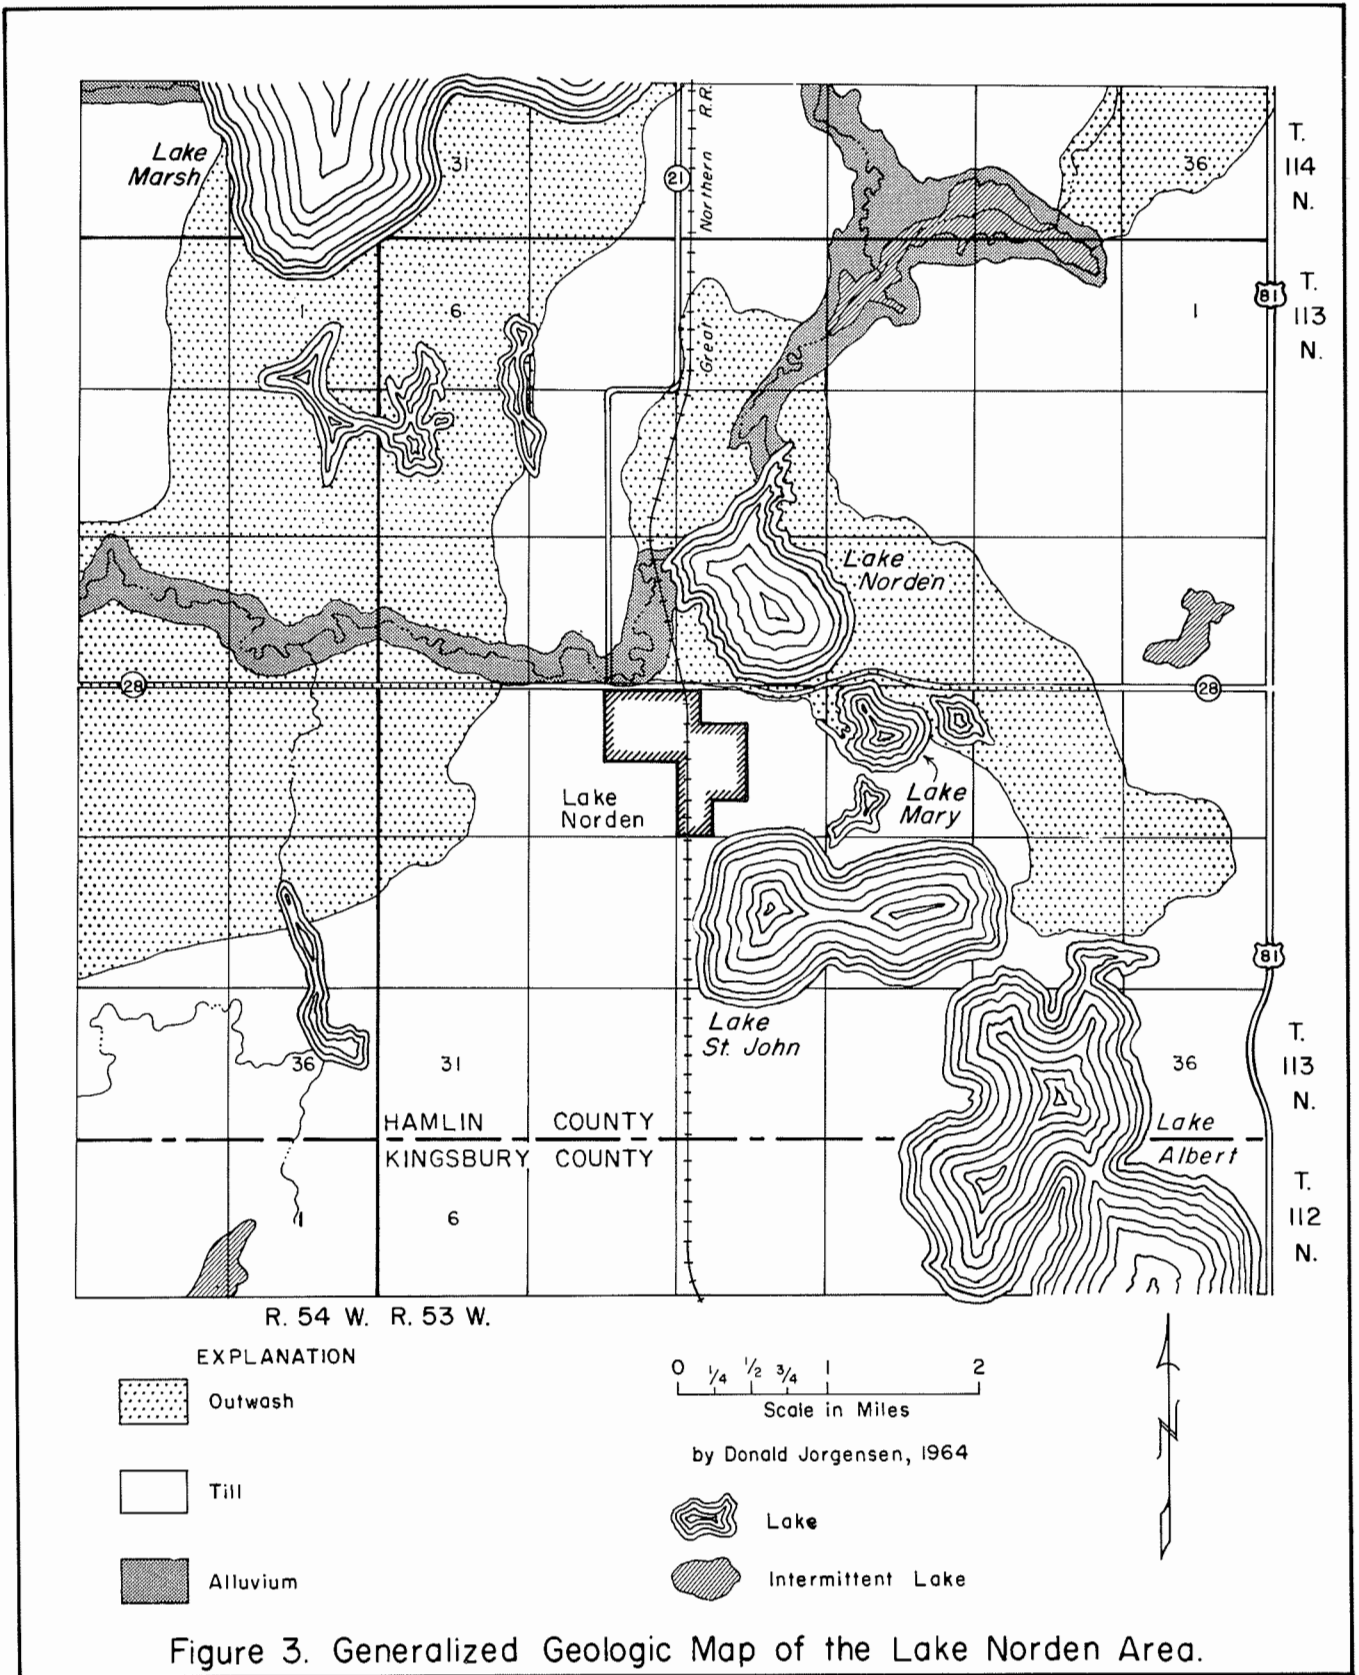 Lake
Marsh
31
21
Great Northern R.R.
36
T.
114
N.
1
6
1
81
T.
113
N.
Lake
Norden
28
28
Lake
Norden
Lake
Mary
81
Lake
St. John
36
31
36
T.
113
N.
HAMLIN COUNTY
KINGSBURY COUNTY
Lake
Albert
1
6
T.
112
N.
R. 54 W. R. 53 W.
EXPLANATION
Outwash
Till
Alluvium
0 1/4 1/2 3/4 1 2
Scale in Miles
by Donald Jorgensen, 1964
Lake
Intermittent Lake
N
Figure 3. Generalized Geologic Map of the Lake Norden Area.